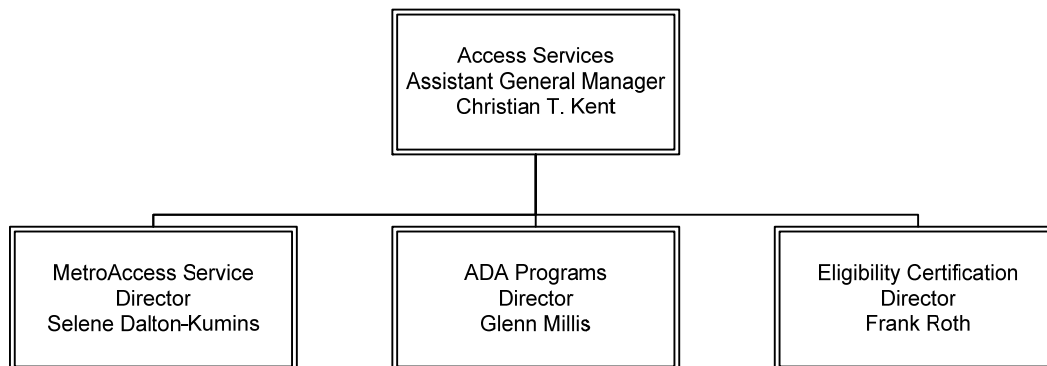 Access Services
Assistant General Manager
Christian T. Kent
MetroAccess Service
Director
Selene Dalton-Kumins
ADA Programs
Director
Glenn Millis
Eligibility Certification
Director
Frank Roth